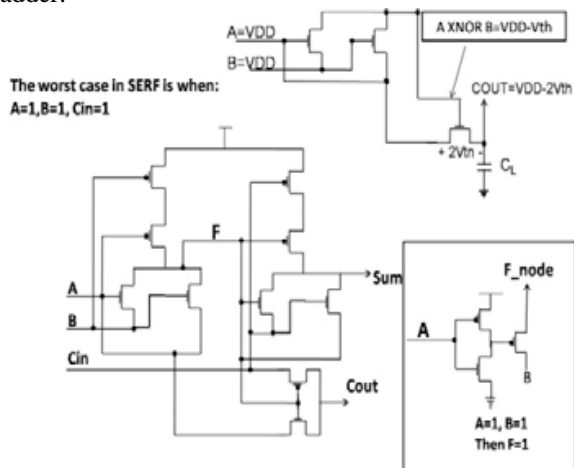 adder.
A=VDD
B=VDD
A XNOR B=VDD-Vth
The worst case in SERF is when:
A=1,B=1, Cin=1
COUT=VDD-2Vth
+ 2Vtn -
CL
F
A
B
Cin
Sum
Cout
F_node
A
B
A=1, B=1
Then F=1